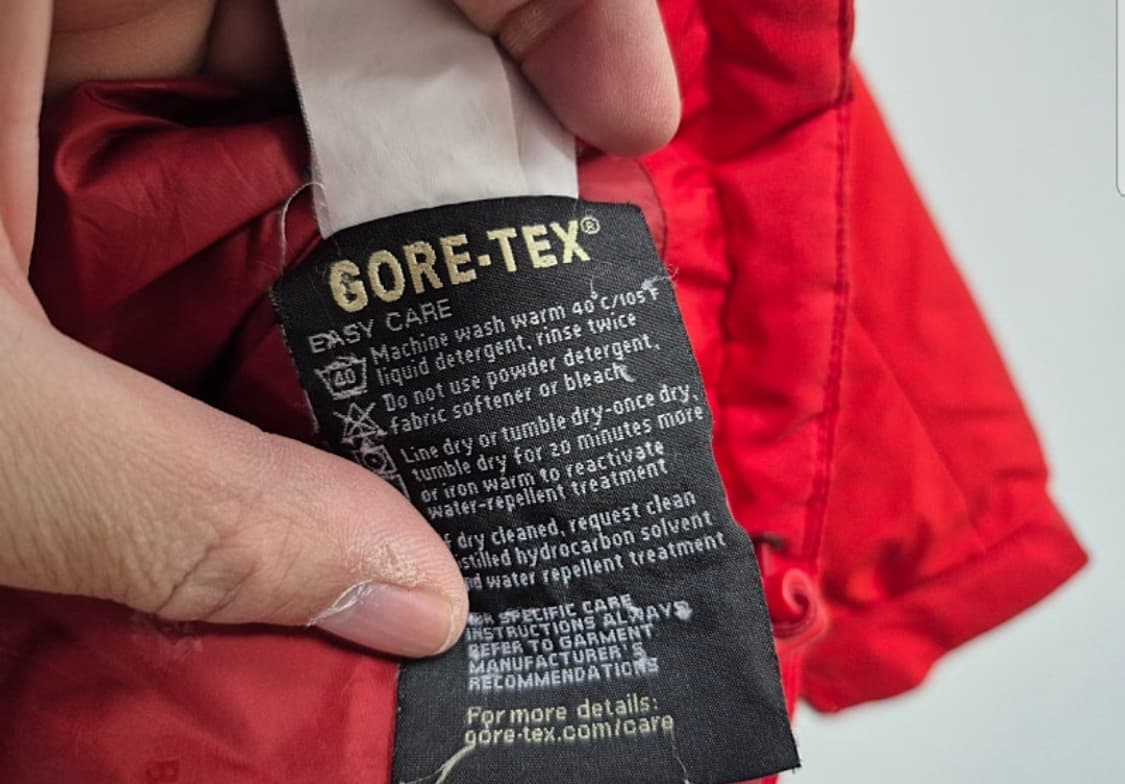 GORE-TEX®
EASY CARE
40
Machine wash warm 40°C/105°F
liquid detergent, rinse twice
Do not use powder detergent,
fabric softener or bleach
Line dry or tumble dry-once dry,
tumble dry for 20 minutes more
or iron warm to reactivate
water-repellent treatment
dry cleaned, request clean
hydrocarbon solvent
water repellent treatment
SPECIFIC CARE
INSTRUCTIONS ALWAYS
REFER TO GARMENT
MANUFACTURER'S
RECOMMENDATIONS
For more details:
gore-tex.com/care